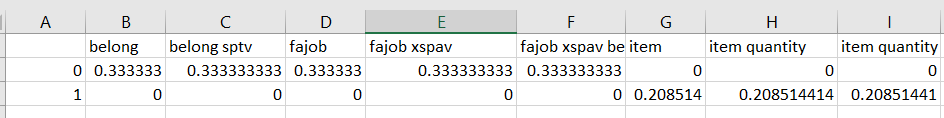 A B C D E F G H I
belong belong sptv fajob fajob xspav fajob xspav be item item quantity item quantity
0 0.333333 0.333333333 0.333333 0.333333333 0.333333333 0 0 0
1 0 0 0 0 0 0.208514 0.208514414 0.20851441